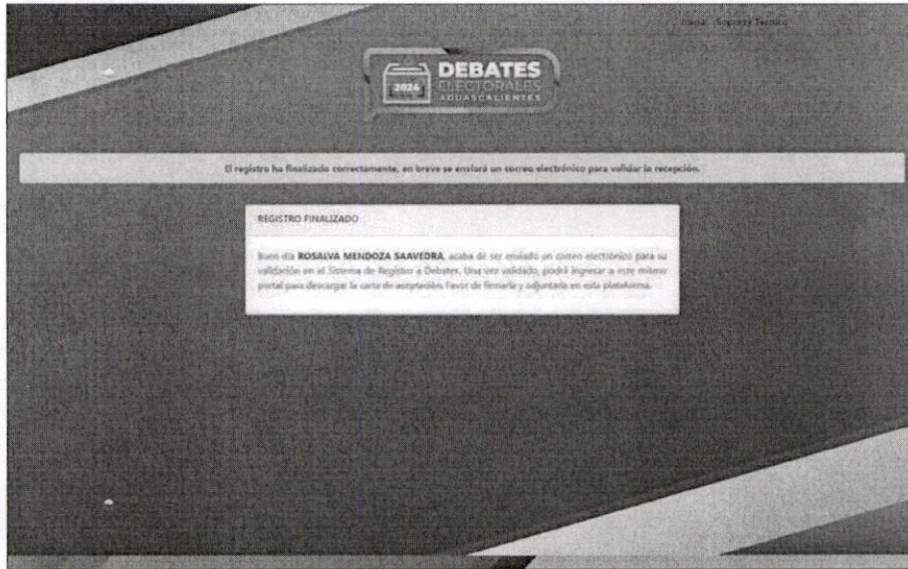 Inicio Soporte Técnico
2024
DEBATES
ELECTORALES
AGUASCALIENTES
El registro ha finalizado correctamente, en breve se enviará un correo electrónico para validar la recepción.
REGISTRO FINALIZADO
Buen día ROSALVA MENDOZA SAAVEDRA, acaba de ser enviado un correo electrónico para su
validación en el Sistema de Registro a Debates. Una vez validado, podrá ingresar a este mismo
portal para descargar la carta de aceptación. Favor de firmarla y adjuntarla en esta plataforma.